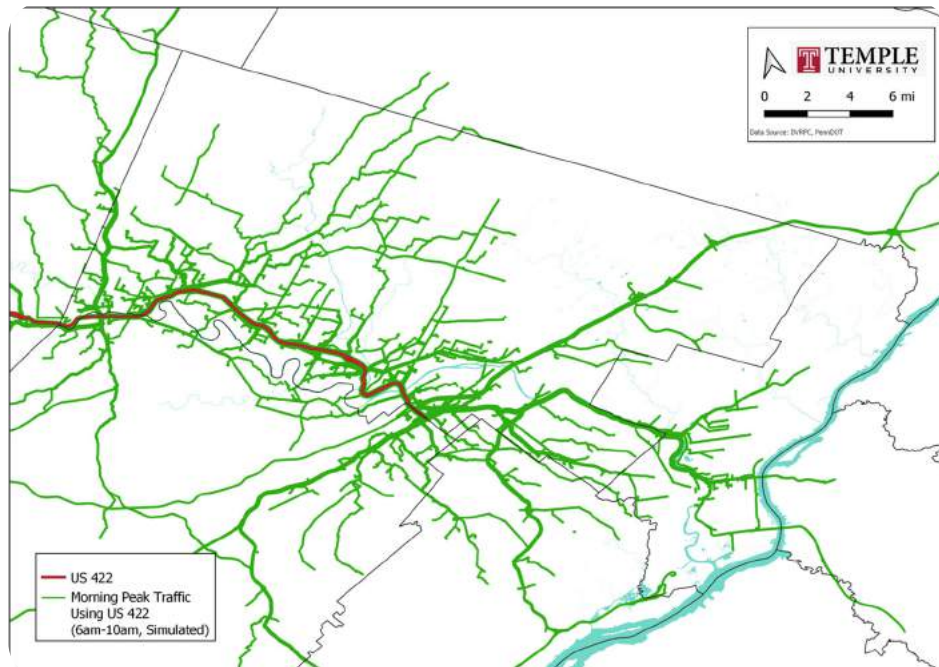 TEMPLE
UNIVERSITY
0 2 4 6 mi
Data Source: DVRPC, PennDOT
US 422
Morning Peak Traffic
Using US 422
(6am-10am, Simulated)